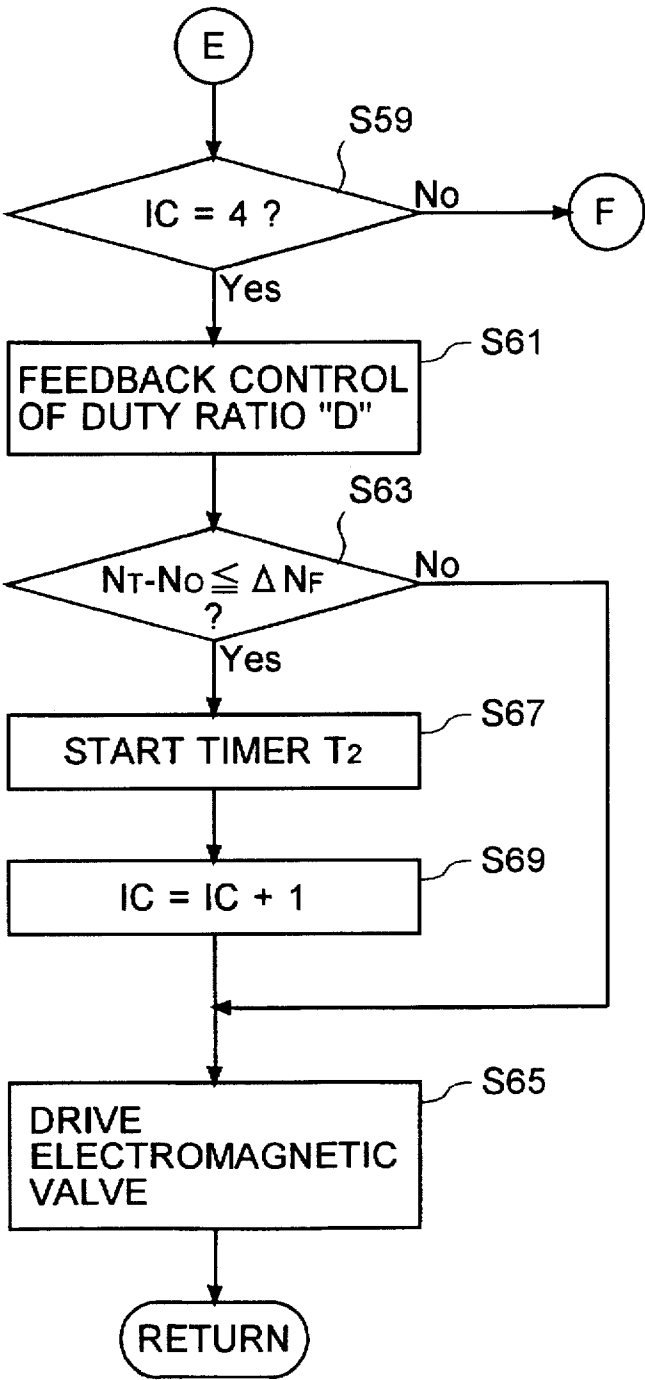 E
S59
IC = 4 ?
No
F
Yes
S61
FEEDBACK CONTROL
OF DUTY RATIO "D"
S63
NT-NO ≦ Δ NF
?
No
Yes
S67
START TIMER T2
S69
IC = IC + 1
S65
DRIVE
ELECTROMAGNETIC
VALVE
RETURN